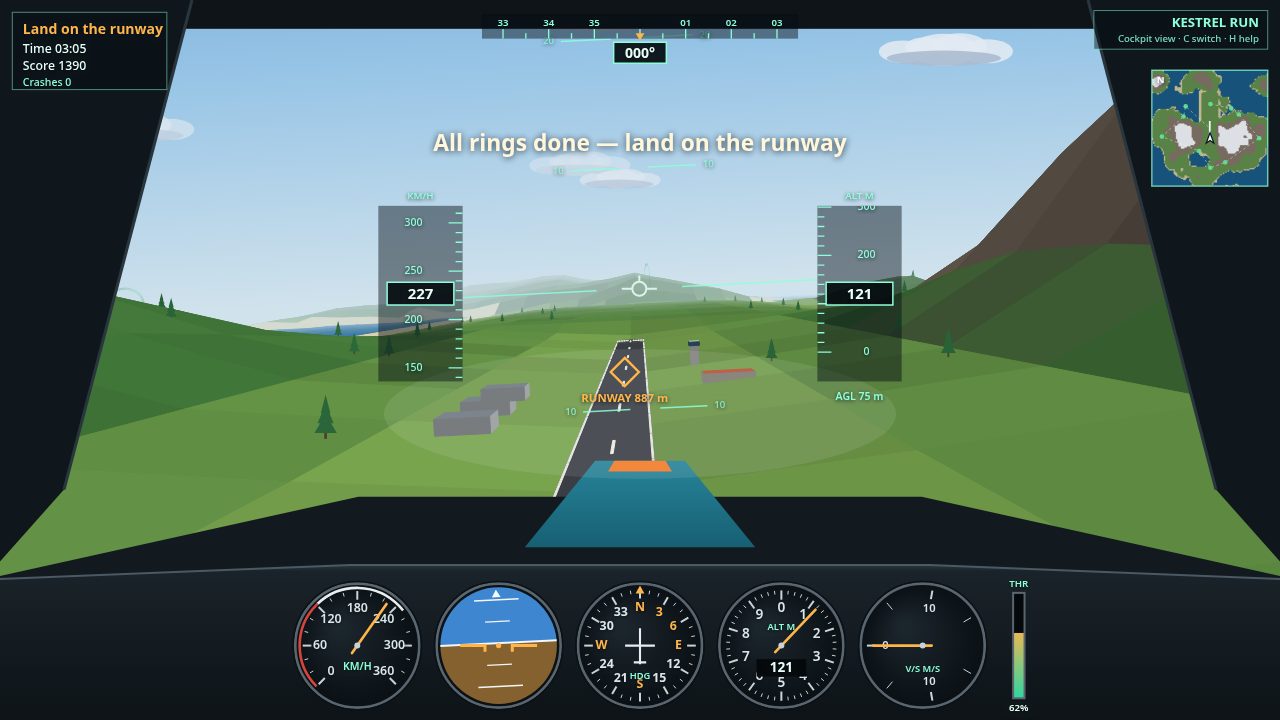 Land on the runway
Time 03:05
Score 1390
Crashes 0
33 34 35 01 02 03
000°
KESTREL RUN
Cockpit view · C switch · H help
N
All rings done — land on the runway
10 10
KM/H
300
250
227
200
150
ALT M
300
200
121
0
AGL 75 m
RUNWAY 887 m
10 10
0 60 120 180 240 300 360
KM/H
N 3 6 E 12 15 S 21 24 W 30 33
HDG
0 1 2 3 4 5 6 7 8 9
ALT M
121
10
0
V/S M/S
10
THR
62%